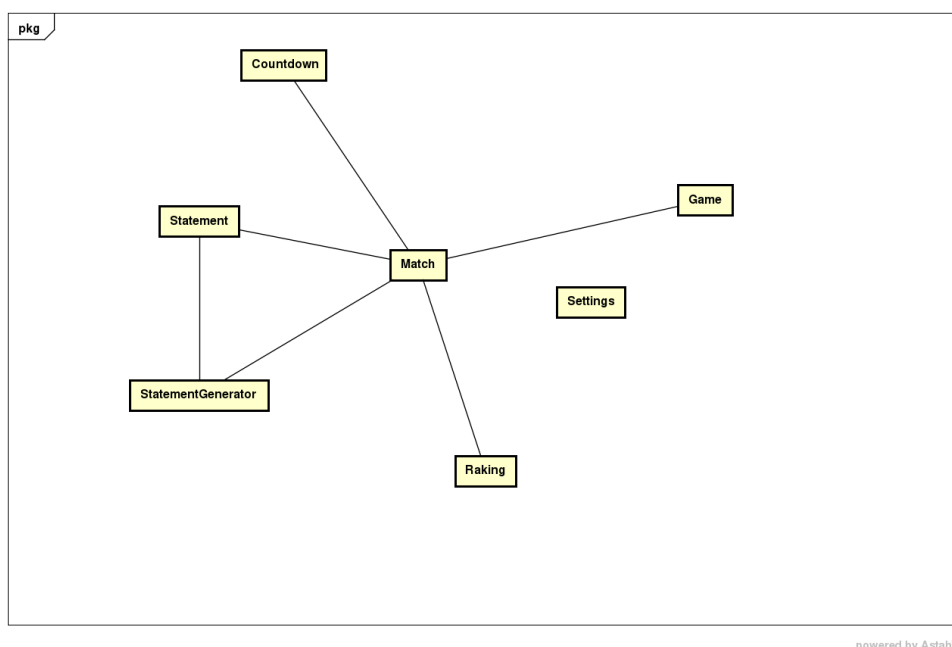 pkg
Countdown
Game
Statement
Match
Settings
StatementGenerator
Raking
powered by Astah